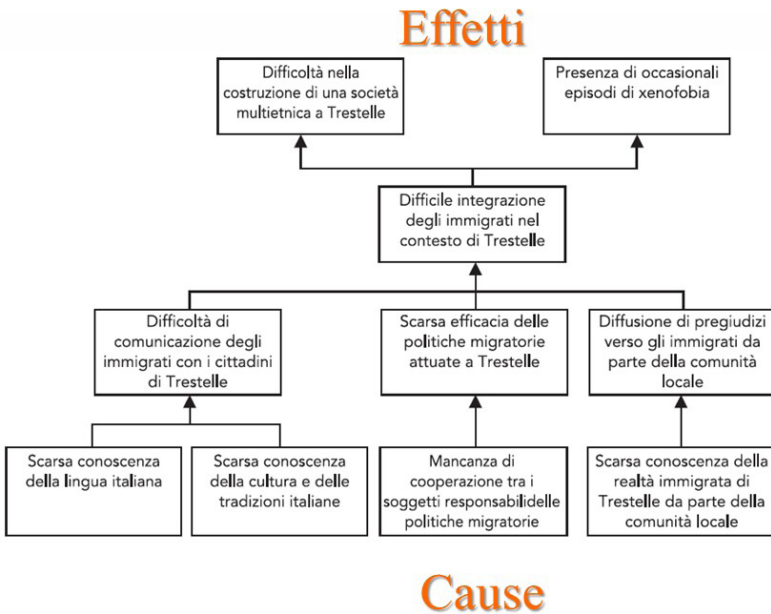 Effetti
Difficoltà nella
costruzione di una società
multietnica a Trestelle
Presenza di occasionali
episodi di xenofobia
Difficile integrazione
degli immigrati nel
contesto di Trestelle
Difficoltà di
comunicazione degli
immigrati con i cittadini
di Trestelle
Scarsa efficacia delle
politiche migratorie
attuate a Trestelle
Diffusione di pregiudizi
verso gli immigrati da
parte della comunità
locale
Scarsa conoscenza
della lingua italiana
Scarsa conoscenza
della cultura e delle
tradizioni italiane
Mancanza di
cooperazione tra i
soggetti responsabilidelle
politiche migratorie
Scarsa conoscenza della
realtà immigrata di
Trestelle da parte della
comunità locale
Cause